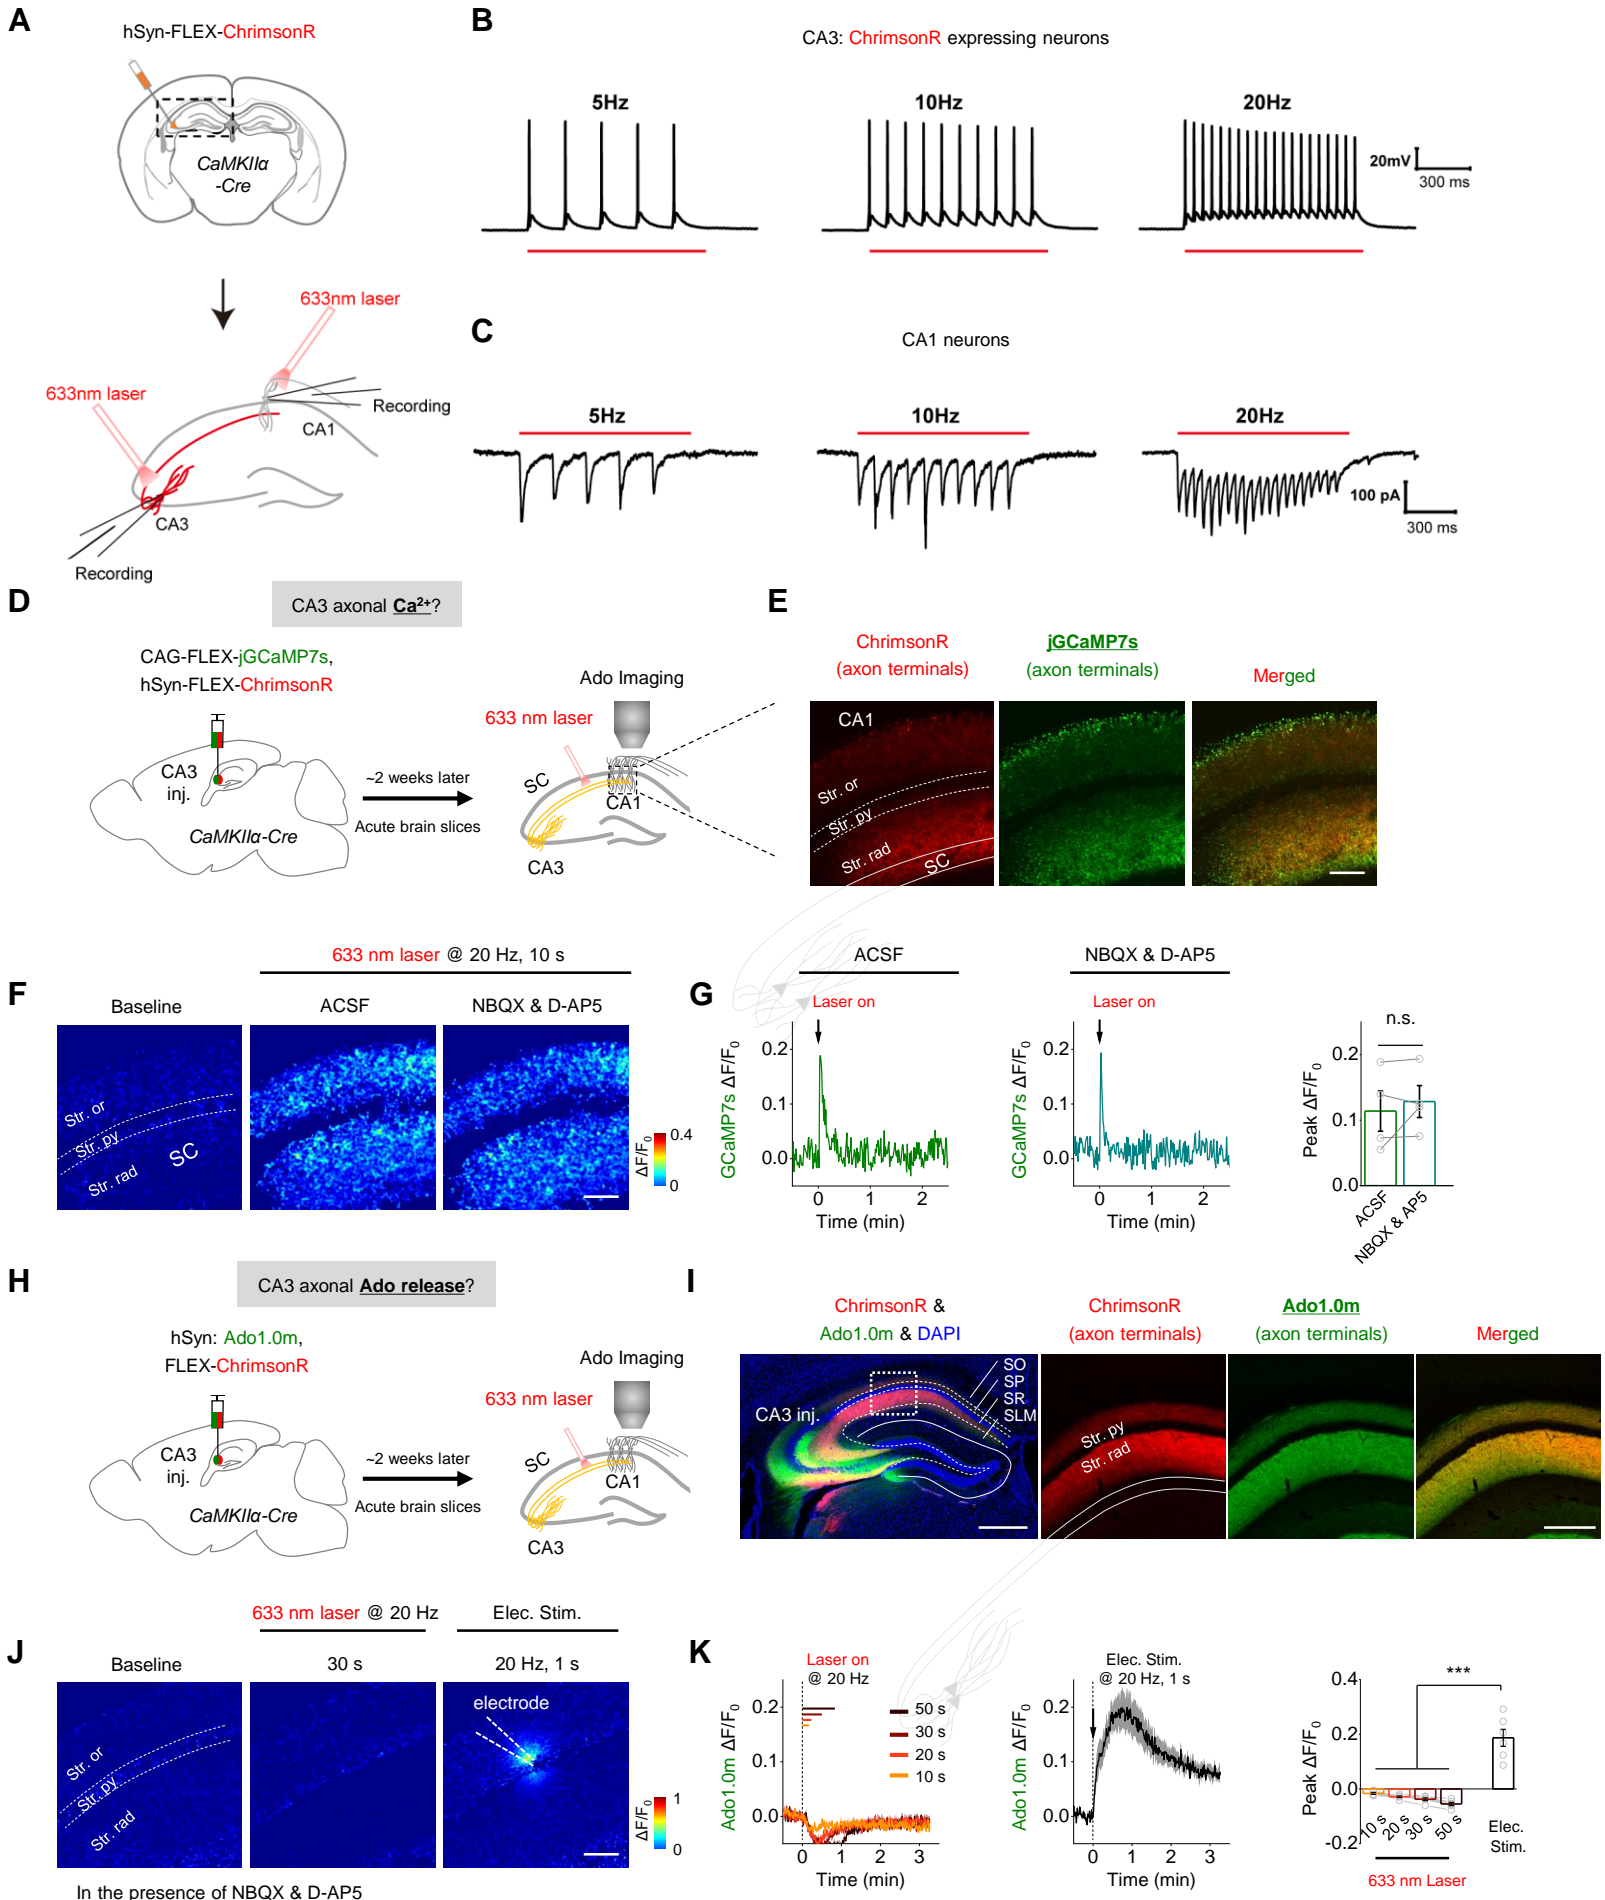 A
hSyn-FLEX-ChrimsonR
CaMKIIα
-Cre
633nm laser
633nm laser
Recording
CA1
CA3
Recording
B
CA3: ChrimsonR expressing neurons
5Hz
10Hz
20Hz
20mV
300 ms
C
CA1 neurons
5Hz
10Hz
20Hz
100 pA
300 ms
D
CA3 axonal Ca²⁺?
CAG-FLEX-jGCaMP7s,
hSyn-FLEX-ChrimsonR
CA3
inj.
CaMKIIα-Cre
~2 weeks later
Acute brain slices
Ado Imaging
633 nm laser
SC
CA1
CA3
E
ChrimsonR
(axon terminals)
jGCaMP7s
(axon terminals)
Merged
CA1
Str. or
Str. py
Str. rad
SC
F
633 nm laser @ 20 Hz, 10 s
Baseline
ACSF
NBQX & D-AP5
Str. or
Str. py
Str. rad
SC
ΔF/F₀
0.4
0
G
ACSF
Laser on
GCaMP7s ΔF/F₀
0.2
0.1
0.0
0
1
2
Time (min)
NBQX & D-AP5
Laser on
GCaMP7s ΔF/F₀
0.2
0.1
0.0
0
1
2
Time (min)
n.s.
Peak ΔF/F₀
0.2
0.1
0.0
ACSF
NBQX & AP5
H
CA3 axonal Ado release?
hSyn: Ado1.0m,
FLEX-ChrimsonR
CA3
inj.
CaMKIIα-Cre
~2 weeks later
Acute brain slices
Ado Imaging
633 nm laser
SC
CA1
CA3
I
ChrimsonR &
Ado1.0m & DAPI
ChrimsonR
(axon terminals)
Ado1.0m
(axon terminals)
Merged
CA3 inj.
SO
SP
SR
SLM
Str. py
Str. rad
J
633 nm laser @ 20 Hz
Elec. Stim.
Baseline
30 s
20 Hz, 1 s
electrode
Str. or
Str. py
Str. rad
ΔF/F₀
1
0
In the presence of NBQX & D-AP5
K
Laser on
@ 20 Hz
50 s
30 s
20 s
10 s
Ado1.0m ΔF/F₀
0.2
0.1
0.0
0
1
2
3
Time (min)
Elec. Stim.
@ 20 Hz, 1 s
Ado1.0m ΔF/F₀
0.2
0.1
0.0
0
1
2
3
Time (min)
***
Peak ΔF/F₀
0.4
0.2
0.0
-0.2
10 s
20 s
30 s
50 s
Elec.
Stim.
633 nm Laser